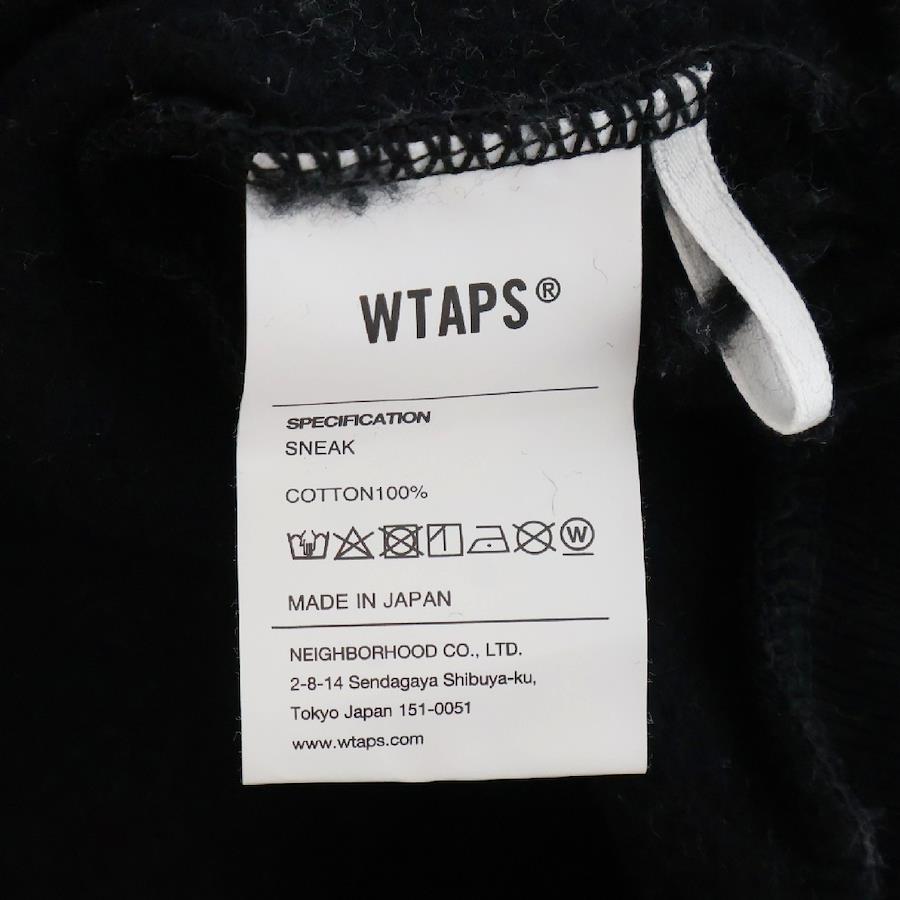 WTAPS®
SPECIFICATION
SNEAK
COTTON100%
W
MADE IN JAPAN
NEIGHBORHOOD CO., LTD.
2-8-14 Sendagaya Shibuya-ku,
Tokyo Japan 151-0051
www.wtaps.com